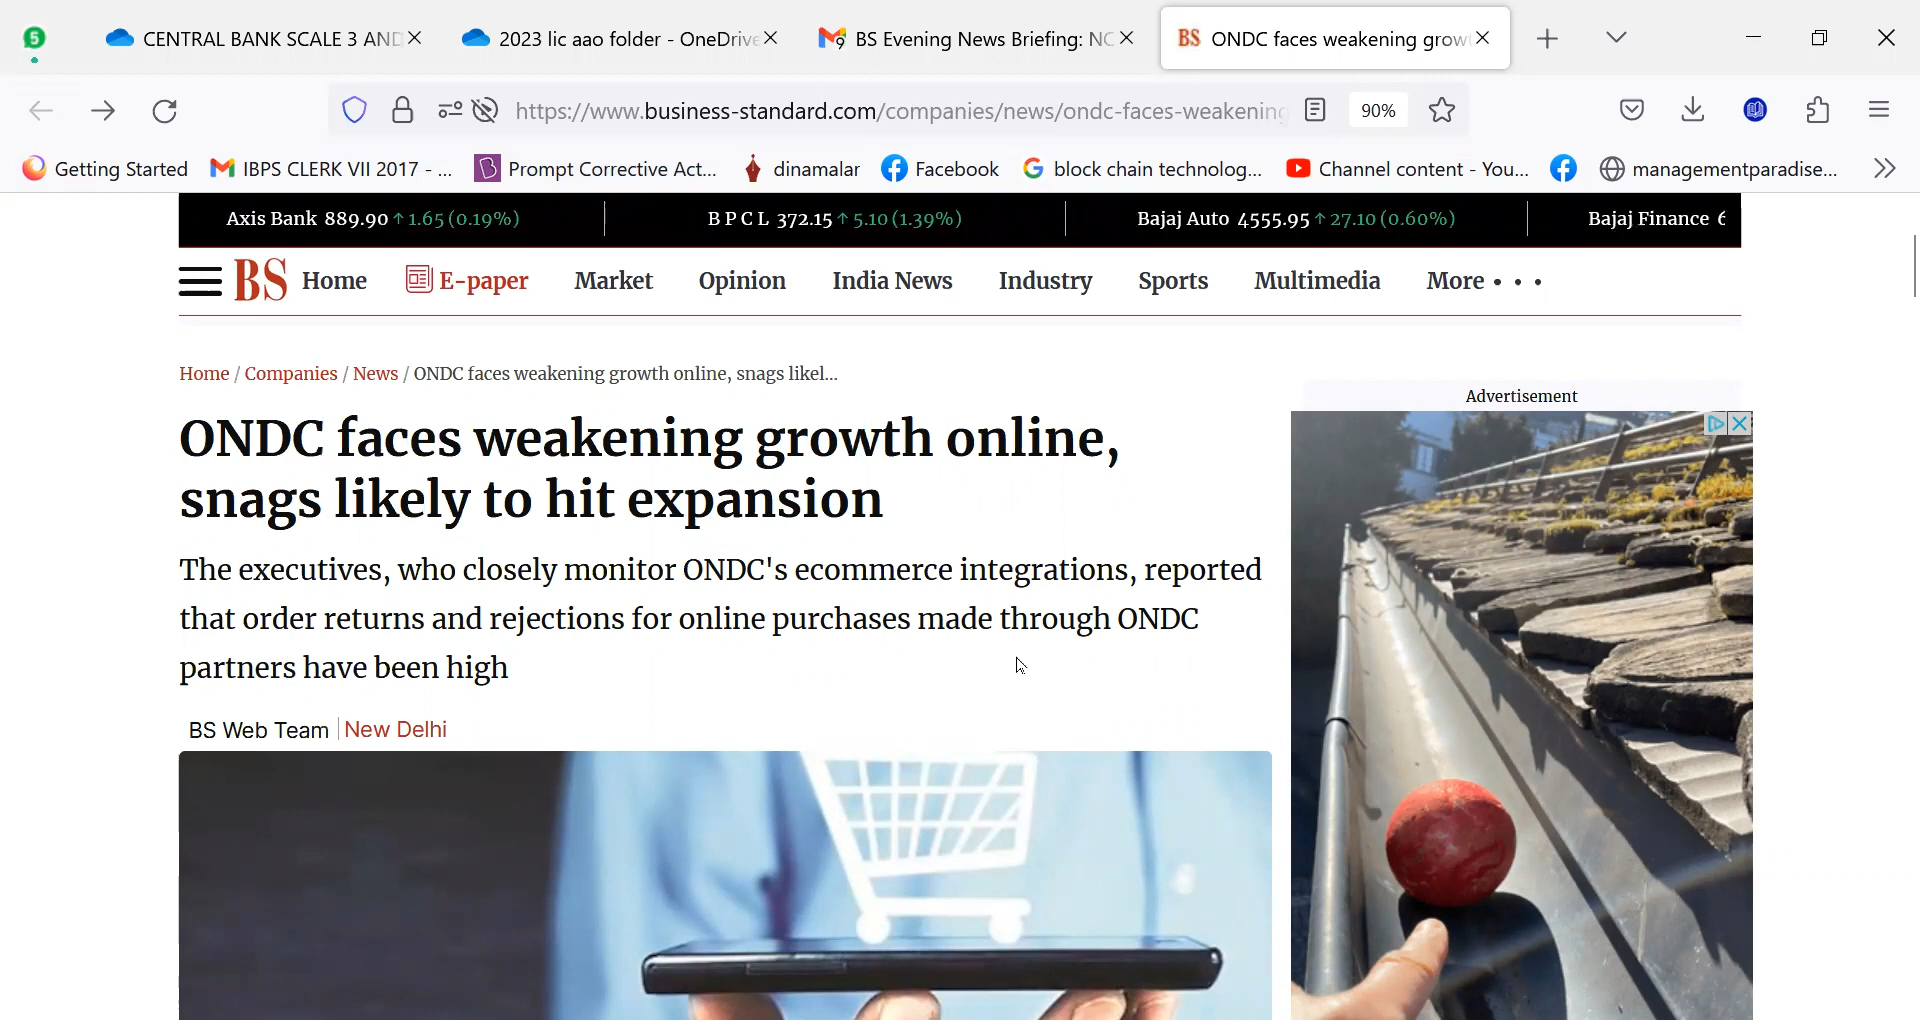 5
CENTRAL BANK SCALE 3 AND
2023 lic aao folder - OneDrive
9 BS Evening News Briefing: NC
BS ONDC faces weakening growt
https://www.business-standard.com/companies/news/ondc-faces-weakening
90%
Getting Started
IBPS CLERK VII 2017 - ...
Prompt Corrective Act...
dinamalar
Facebook
block chain technolog...
Channel content - You...
managementparadise...
Axis Bank 889.90 ↑ 1.65 (0.19%)
B P C L 372.15 ↑ 5.10 (1.39%)
Bajaj Auto 4555.95 ↑ 27.10 (0.60%)
Bajaj Finance
BS Home E-paper Market Opinion India News Industry Sports Multimedia More
Home / Companies / News / ONDC faces weakening growth online, snags likel...
Advertisement
ONDC faces weakening growth online,
snags likely to hit expansion
The executives, who closely monitor ONDC's ecommerce integrations, reported
that order returns and rejections for online purchases made through ONDC
partners have been high
BS Web Team | New Delhi